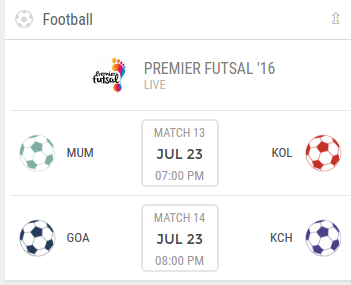 Football
Premier
futsal
PREMIER FUTSAL '16
LIVE
MATCH 13
MUM
JUL 23
KOL
07:00 PM
MATCH 14
GOA
JUL 23
KCH
08:00 PM